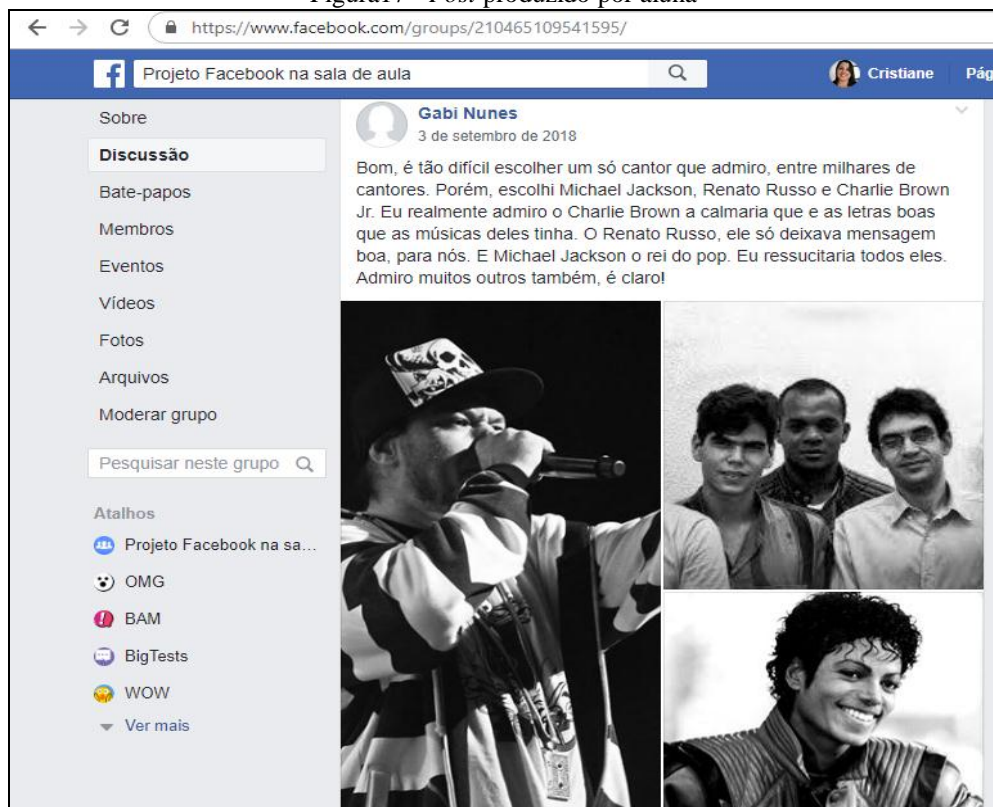 Figura17 - Post produzido por aluna
https://www.facebook.com/groups/210465109541595/
Projeto Facebook na sala de aula
Cristiane
Pág
Sobre
Discussão
Bate-papos
Membros
Eventos
Vídeos
Fotos
Arquivos
Moderar grupo
Pesquisar neste grupo
Atalhos
Projeto Facebook na sa...
OMG
BAM
BigTests
WOW
Ver mais
Gabi Nunes
3 de setembro de 2018
Bom, é tão difícil escolher um só cantor que admiro, entre milhares de
cantores. Porém, escolhi Michael Jackson, Renato Russo e Charlie Brown
Jr. Eu realmente admiro o Charlie Brown a calmaria que e as letras boas
que as músicas deles tinha. O Renato Russo, ele só deixava mensagem
boa, para nós. E Michael Jackson o rei do pop. Eu ressucitaria todos eles.
Admiro muitos outros também, é claro!